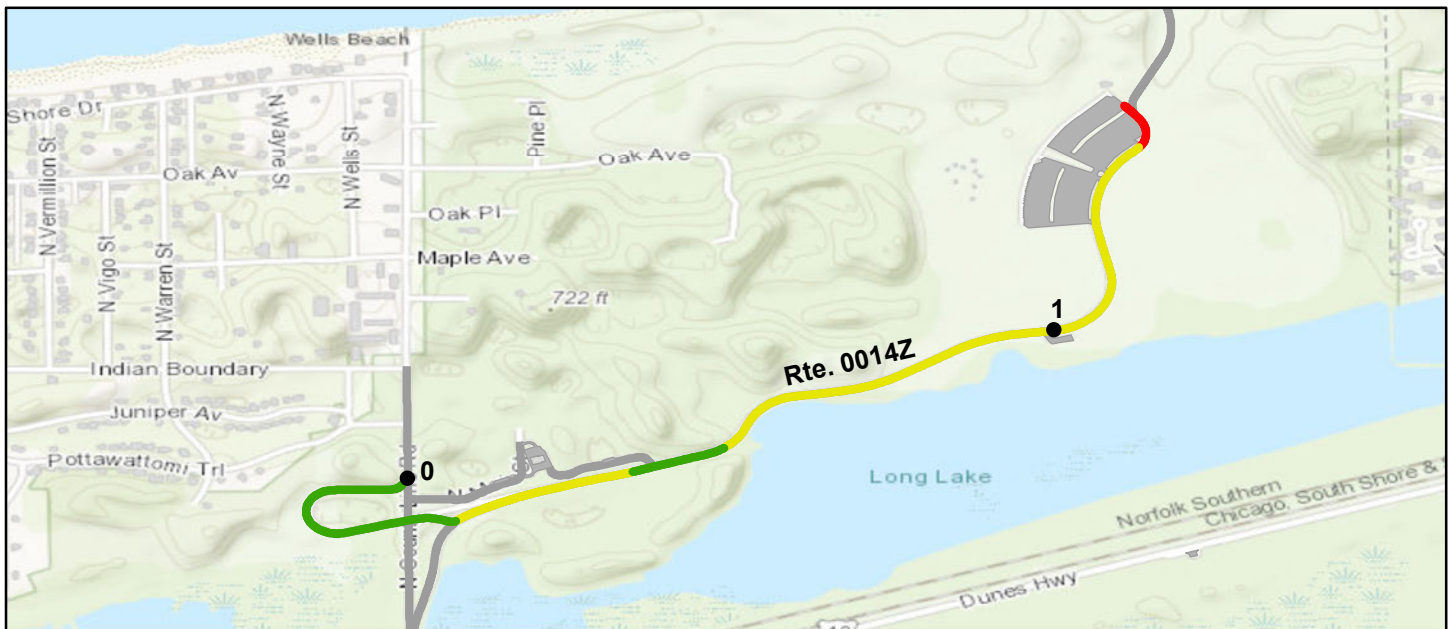 Wells Beach
Shore Dr
N Wayne St
Pine Pl
N Wells St
N Vermillion St
Oak Ave
Oak Av
Oak Pl
N Vigo St
N Warren St
Maple Ave
722 ft
1
Rte. 0014Z
Indian Boundary
Juniper Av
Pottawattomi Trl
0
Long Lake
Norfolk Southern
Chicago, South Shore &
Dunes Hwy